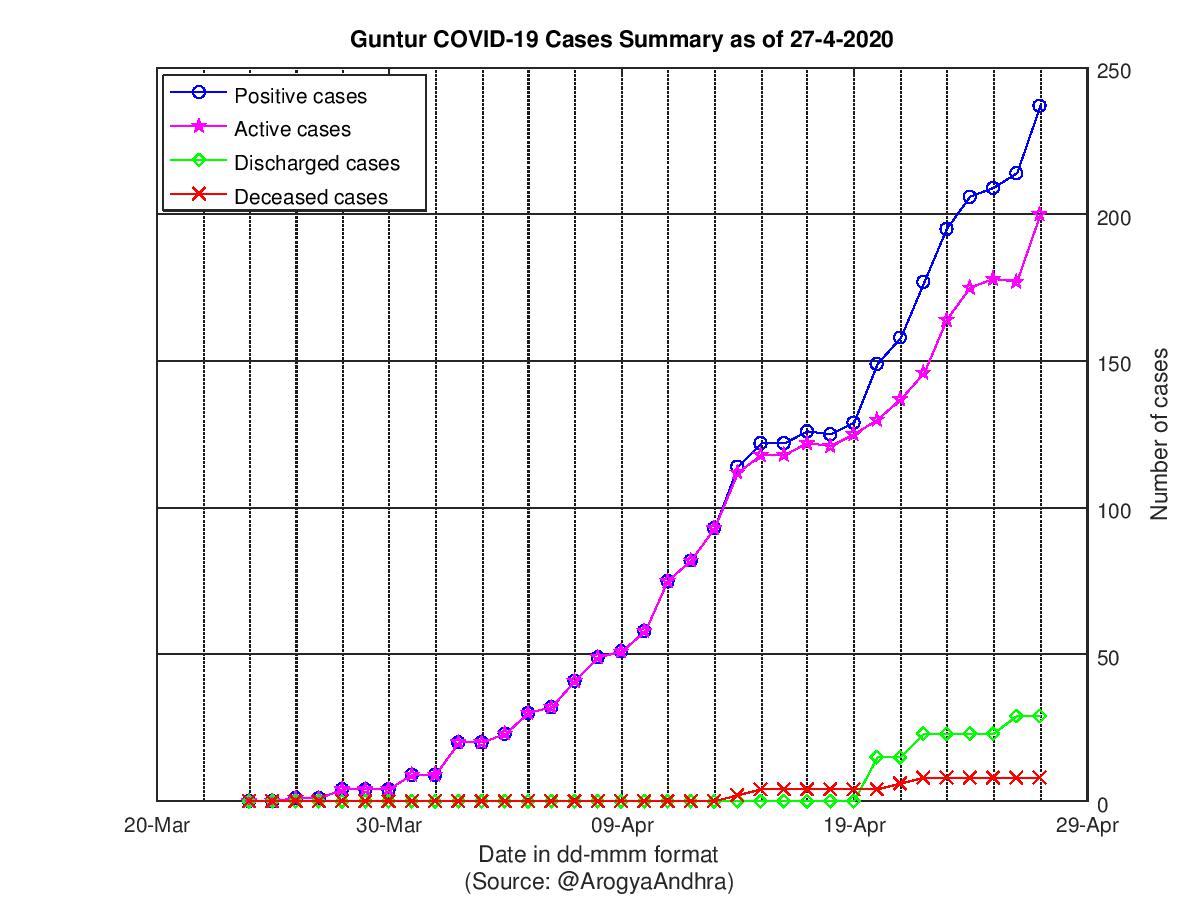 Guntur COVID-19 Cases Summary as of 27-4-2020
Positive cases
Active cases
Discharged cases
Deceased cases
250
200
150
100
50
0
Number of cases
20-Mar 30-Mar 09-Apr 19-Apr 29-Apr
Date in dd-mmm format
(Source: @ArogyaAndhra)